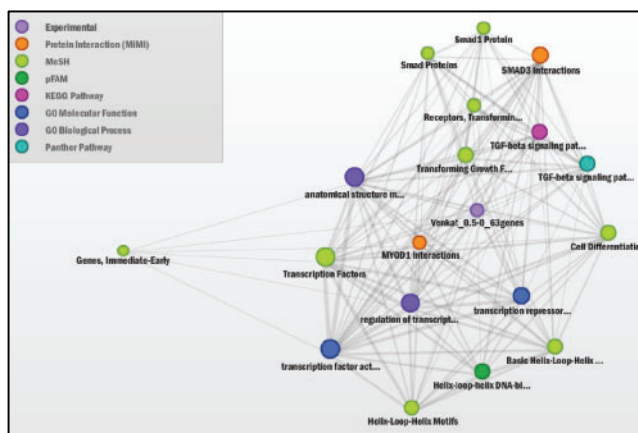 Experimental
Protein Interaction (MiMI)
MeSH
pFAM
KEGG Pathway
GO Molecular Function
GO Biological Process
Panther Pathway
Smad1 Protein
Smad Proteins
SMAD3 Interactions
Receptors, Transformin...
TGF-beta signaling pat...
Transforming Growth F...
TGF-beta signaling pat...
anatomical structure m...
Venkat_0.5-0_63genes
Cell Differentiation
MYOD1 Interactions
Genes, Immediate-Early
Transcription Factors
regulation of transcript...
transcription repressor...
transcription factor act...
Basic Helix-Loop-Helix ...
Helix-loop-helix DNA-bi...
Helix-Loop-Helix Motifs